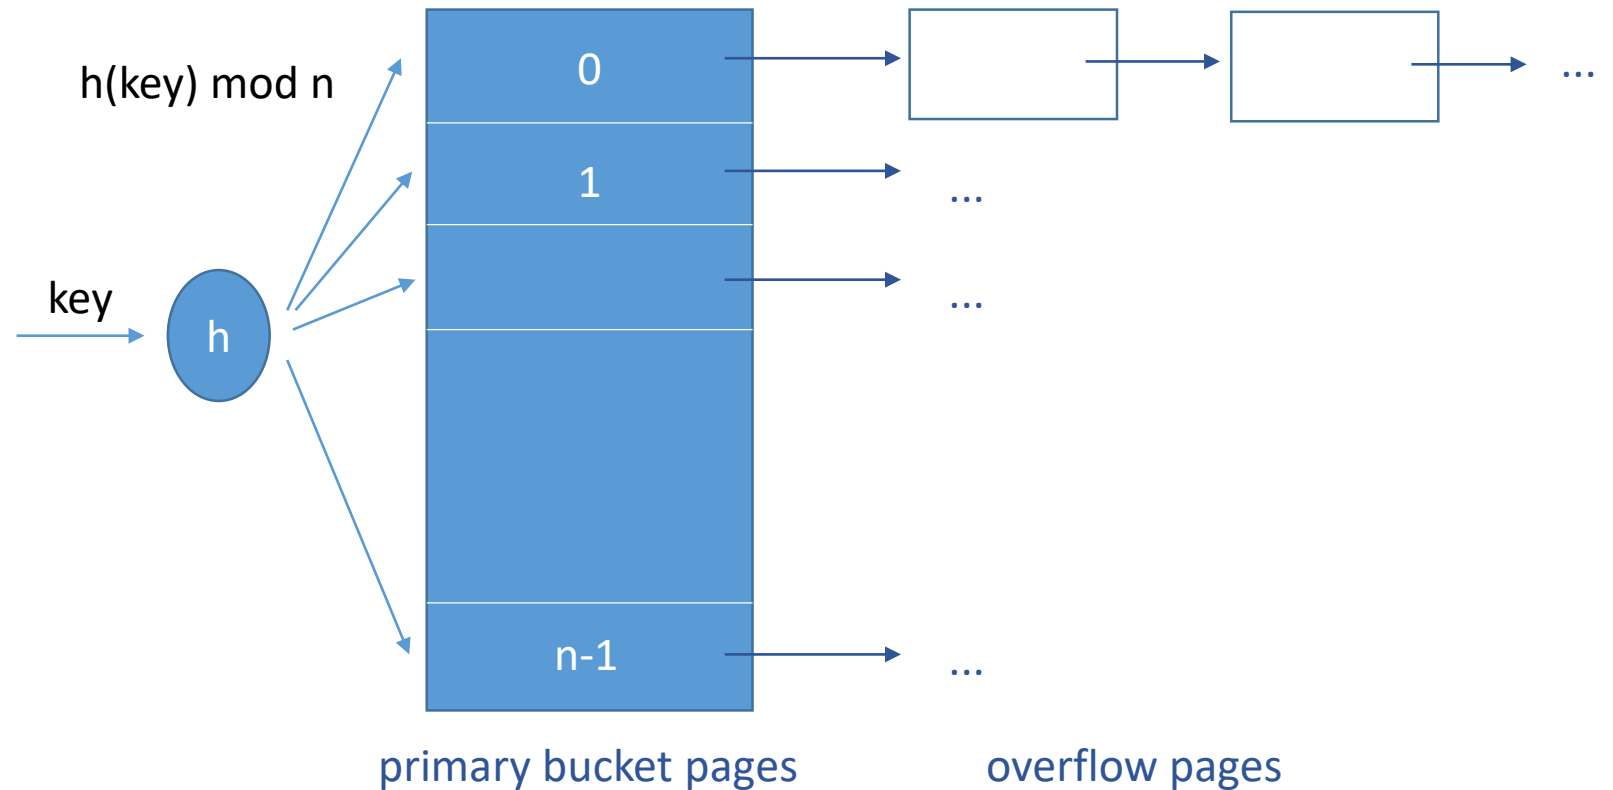 h(key) mod n
0
...
1
...
...
key
h
n-1
...
primary bucket pages
overflow pages